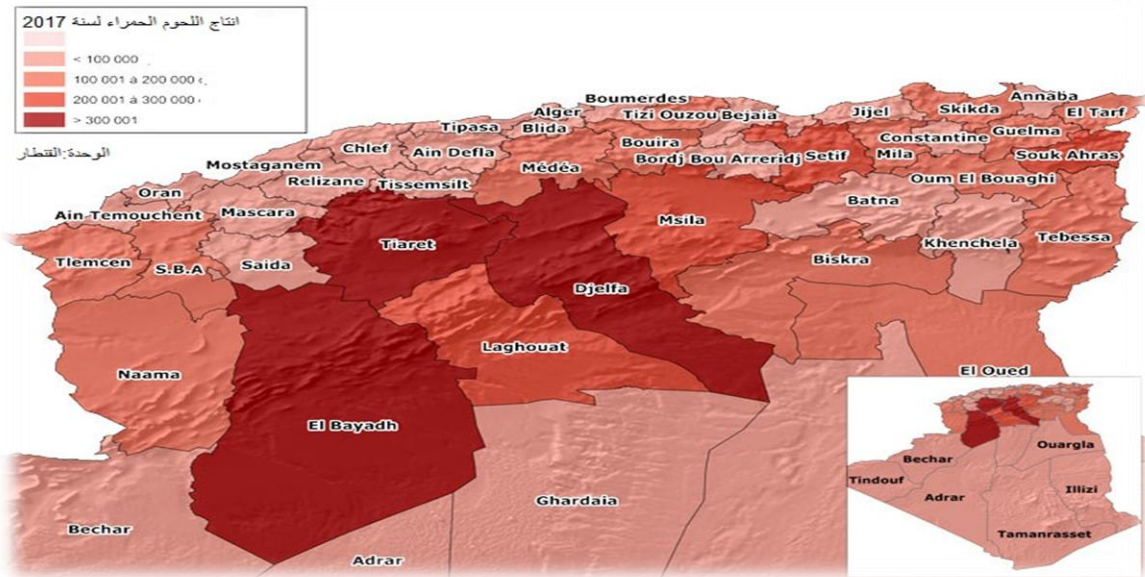 انتاج اللحوم الحمراء لسنة 2017
< 100 000
100 001 à 200 000
200 001 à 300 000
> 300 001
الوحدة:القنطار
Boumerdes
Annaba
Alger
Tizi Ouzou
Bejaia
Jijel
Skikda
El Tarf
Tipasa
Blida
Constantine
Guelma
Chlef
Ain Defla
Bouira
Bordj Bou Arreridj
Setif
Mila
Souk Ahras
Mostaganem
Médéa
Oran
Relizane
Tissemsilt
Oum El Bouaghi
Ain Temouchent
Mascara
Batna
Msila
Tiaret
Khenchela
Tebessa
Tlemcen
S.B.A
Saida
Biskra
Djelfa
Laghouat
Naama
El Oued
El Bayadh
Ghardaia
Bechar
Adrar
Ouargla
Bechar
Tindouf
Illizi
Adrar
Tamanrasset